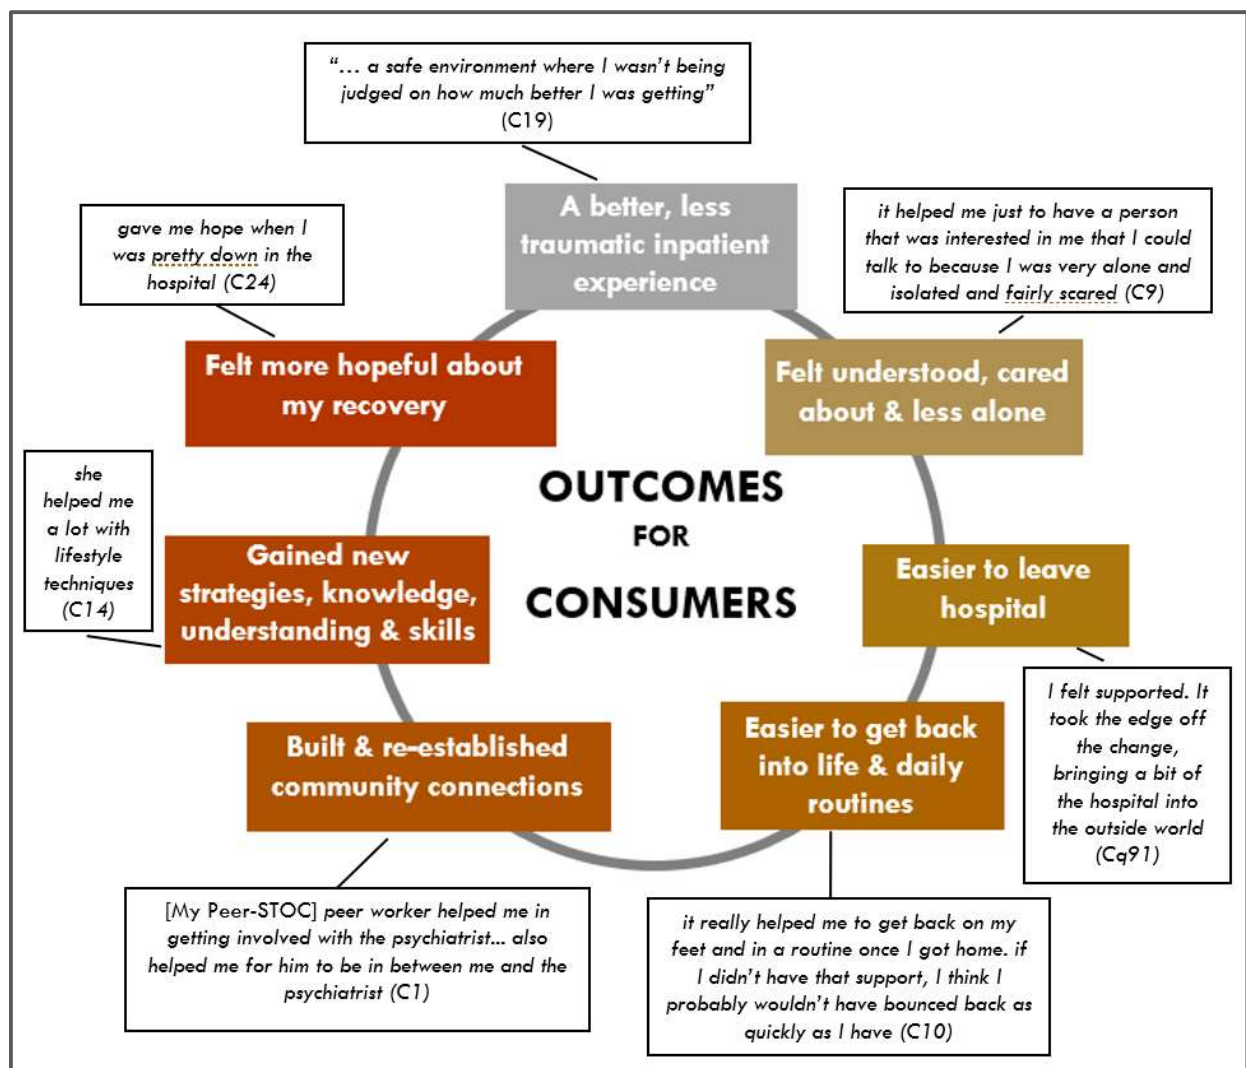 “... a safe environment where I wasn’t being
judged on how much better I was getting”
(C19)
A better, less
traumatic inpatient
experience
it helped me just to have a person
that was interested in me that I could
talk to because I was very alone and
isolated and fairly scared (C9)
Felt understood, cared
about & less alone
gave me hope when I
was pretty down in the
hospital (C24)
Felt more hopeful about
my recovery
OUTCOMES
FOR
CONSUMERS
she
helped me
a lot with
lifestyle
techniques
(C14)
Gained new
strategies, knowledge,
understanding & skills
Easier to leave
hospital
I felt supported. It
took the edge off
the change,
bringing a bit of
the hospital into
the outside world
(Cq91)
Built & re-established
community connections
Easier to get back
into life & daily
routines
[My Peer-STOC] peer worker helped me in
getting involved with the psychiatrist... also
helped me for him to be in between me and the
psychiatrist (C1)
it really helped me to get back on my
feet and in a routine once I got home. if
I didn’t have that support, I think I
probably wouldn’t have bounced back as
quickly as I have (C10)